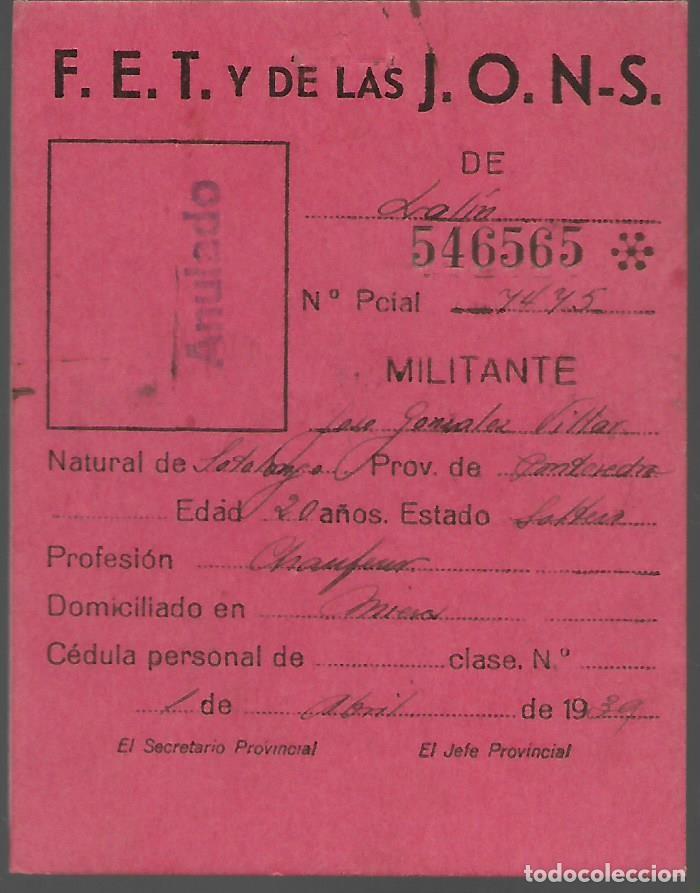 F. E. T. Y DE LAS J. O. N-S.
Anulado
DE
Lalín
546565
Nº Pcial 7475
MILITANTE
Jose Gonzalez Villar
Natural de Prov. de Pontevedra
Edad 20 años. Estado Soltero
Profesión Chaufeur
Domiciliado en
Cédula personal de clase. N.º
1 de Abril de 1939
El Secretario Provincial El Jefe Provincial
todocoleccion